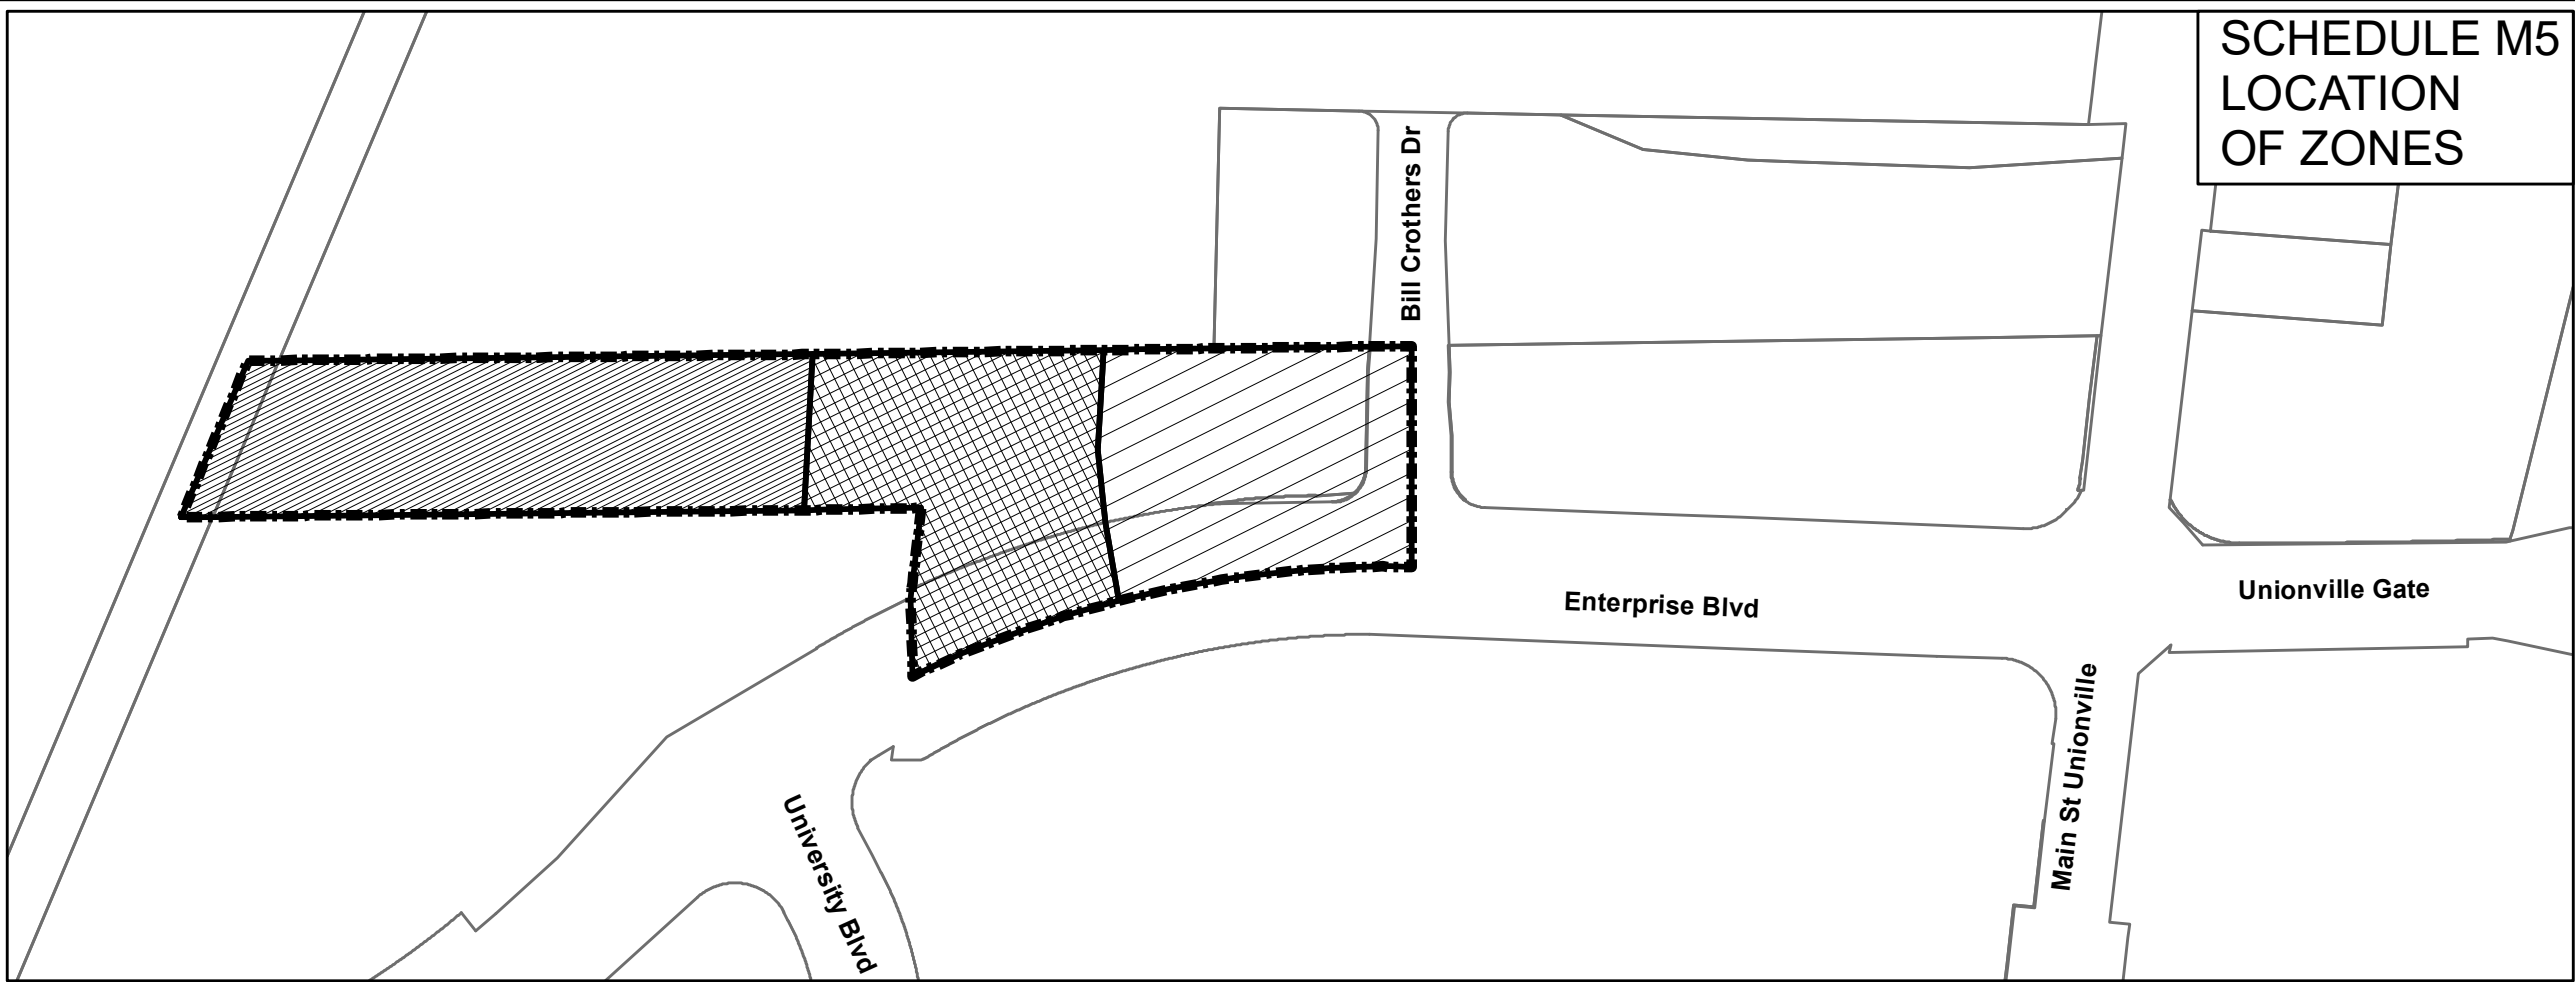 SCHEDULE M5
LOCATION
OF ZONES
Bill Crothers Dr
Enterprise Blvd
Unionville Gate
Main St Unionville
University Blvd